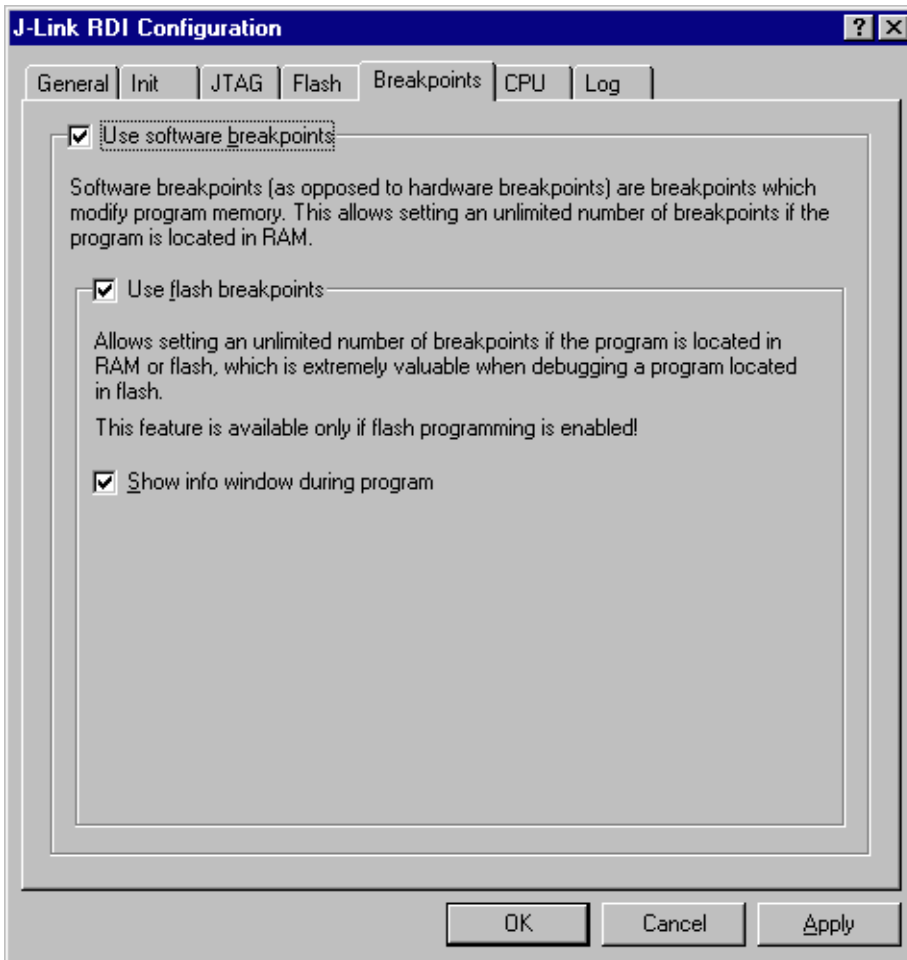 J-Link RDI Configuration
General Init JTAG Flash Breakpoints CPU Log
Use software breakpoints
Software breakpoints (as opposed to hardware breakpoints) are breakpoints which
modify program memory. This allows setting an unlimited number of breakpoints if the
program is located in RAM.
Use flash breakpoints
Allows setting an unlimited number of breakpoints if the program is located in
RAM or flash, which is extremely valuable when debugging a program located
in flash.
This feature is available only if flash programming is enabled!
Show info window during program
OK Cancel Apply